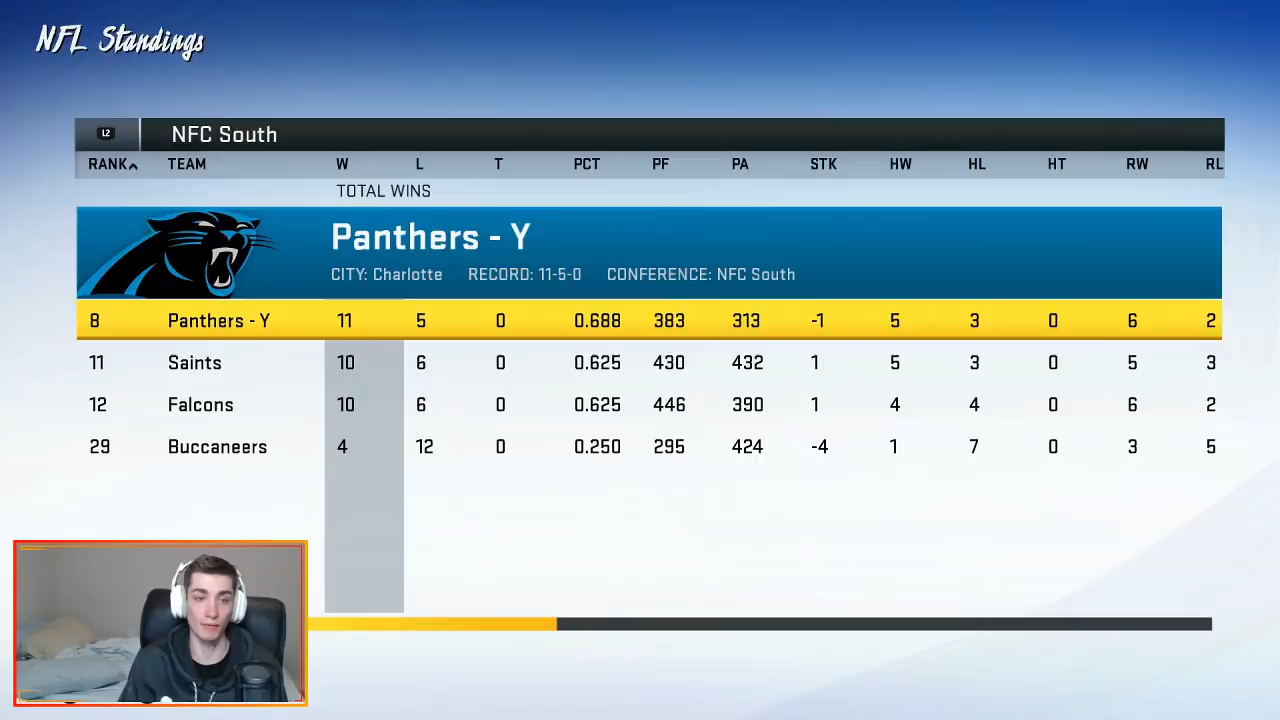 NFL Standings
L2 NFC South
RANK TEAM W L T PCT PF PA STK HW HL HT RW RL
TOTAL WINS
Panthers - Y
CITY: Charlotte RECORD: 11-5-0 CONFERENCE: NFC South
8 Panthers - Y 11 5 0 0.688 383 313 -1 5 3 0 6 2
11 Saints 10 6 0 0.625 430 432 1 5 3 0 5 3
12 Falcons 10 6 0 0.625 446 390 1 4 4 0 6 2
29 Buccaneers 4 12 0 0.250 295 424 -4 1 7 0 3 5